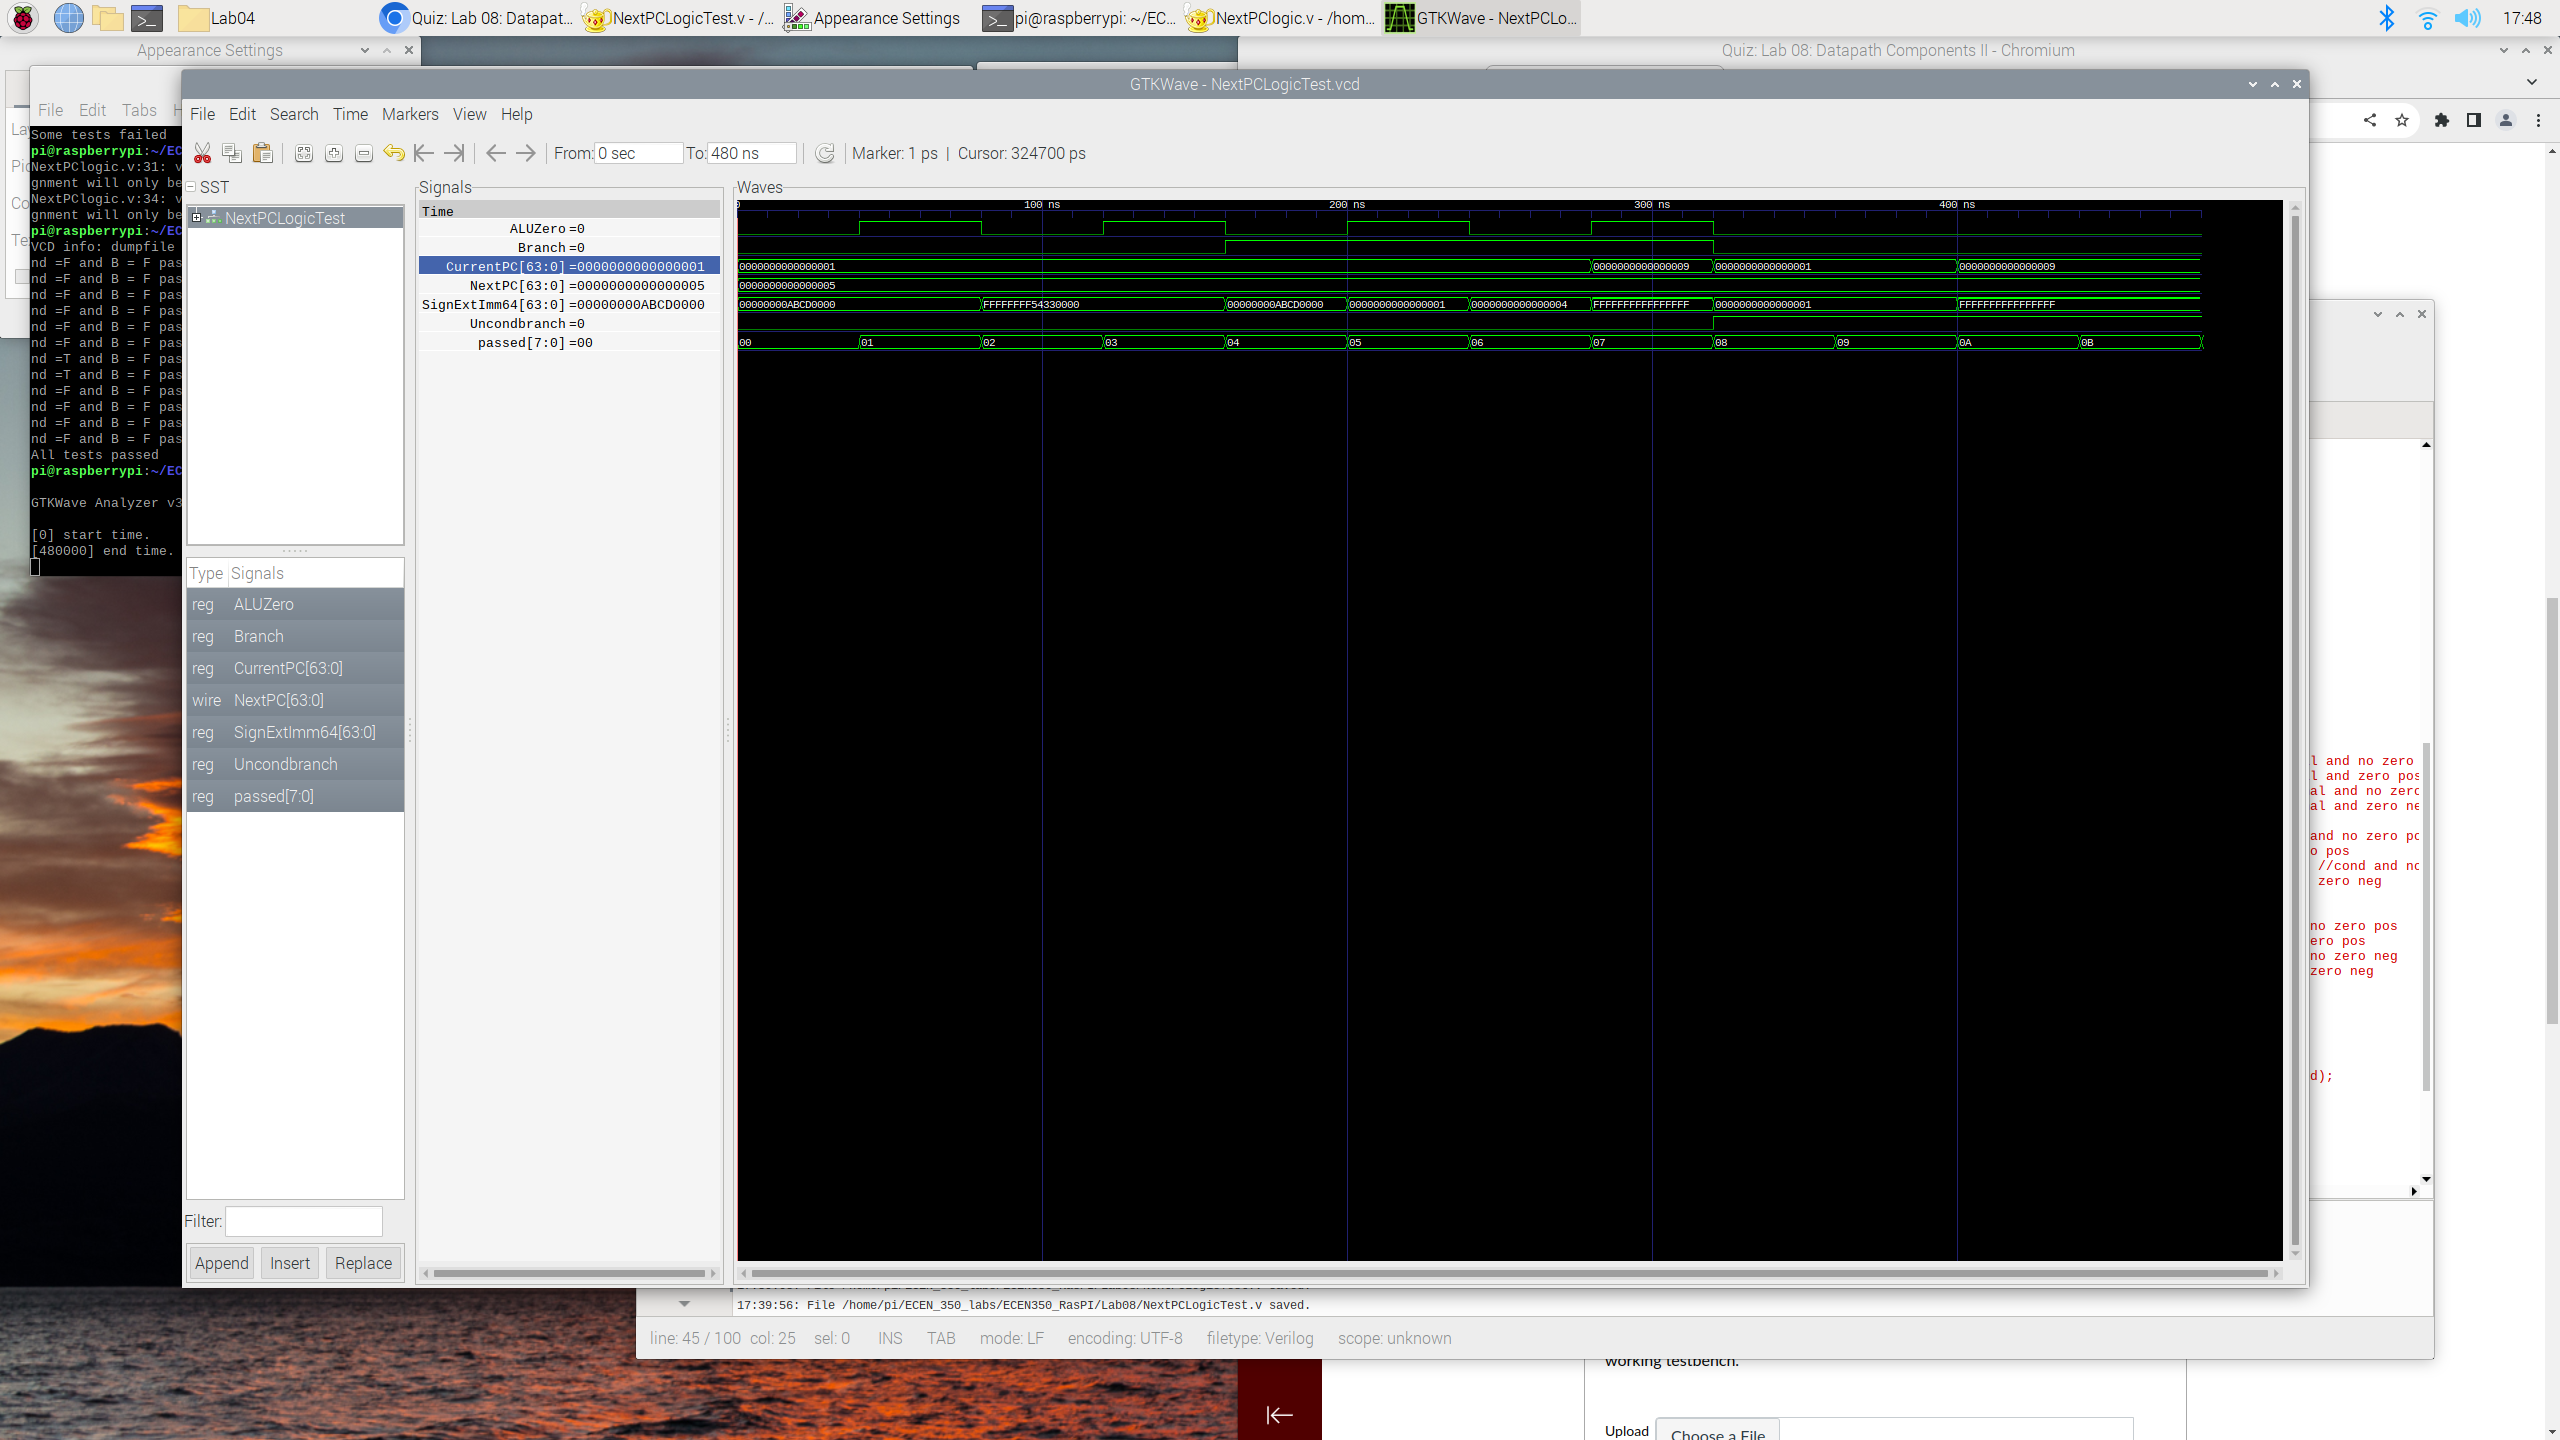 Lab04
Quiz: Lab 08: Datapat...
NextPCLogicTest.v - /...
Appearance Settings
pi@raspberrypi: ~/EC...
NextPClogic.v - /hom...
GTKWave - NextPCLo...
17:48
Appearance Settings
Quiz: Lab 08: Datapath Components II - Chromium
GTKWave - NextPCLogicTest.vcd
File Edit Tabs
File Edit Search Time Markers View Help
From: 0 sec To: 480 ns Marker: 1 ps | Cursor: 324700 ps
Some tests failed
pi@raspberrypi:~/EC
NextPClogic.v:31: v
gnment will only be
NextPClogic.v:34: v
gnment will only be
pi@raspberrypi:~/EC
VCD info: dumpfile
nd =F and B = F pas
nd =F and B = F pas
nd =F and B = F pas
nd =F and B = F pas
nd =F and B = F pas
nd =F and B = F pas
nd =T and B = F pas
nd =T and B = F pas
nd =F and B = F pas
nd =F and B = F pas
nd =F and B = F pas
nd =F and B = F pas
All tests passed
pi@raspberrypi:~/EC
GTKWave Analyzer v3
[0] start time.
[480000] end time.
SST
NextPCLogicTest
Type Signals
reg ALUZero
reg Branch
reg CurrentPC[63:0]
wire NextPC[63:0]
reg SignExtImm64[63:0]
reg Uncondbranch
reg passed[7:0]
Filter:
Append Insert Replace
Signals
Time
ALUZero =0
Branch =0
CurrentPC[63:0] =0000000000000001
NextPC[63:0] =0000000000000005
SignExtImm64[63:0] =00000000ABCD0000
Uncondbranch =0
passed[7:0] =00
Waves
0 100 ns 200 ns 300 ns 400 ns
0000000000000001 0000000000000009 0000000000000001 0000000000000009
0000000000000005
00000000ABCD0000 FFFFFFFF54330000 00000000ABCD0000 0000000000000001 0000000000000004 FFFFFFFFFFFFFFFF 0000000000000001 FFFFFFFFFFFFFFFF
00 01 02 03 04 05 06 07 08 09 0A 0B
l and no zero
l and zero pos
al and no zero
al and zero ne
and no zero po
o pos
//cond and no
zero neg
no zero pos
ero pos
no zero neg
zero neg
d);
17:39:56: File /home/pi/ECEN_350_labs/ECEN350_RasPI/Lab08/NextPCLogicTest.v saved.
line: 45 / 100 col: 25 sel: 0 INS TAB mode: LF encoding: UTF-8 filetype: Verilog scope: unknown
working testbench.
Upload Choose a File